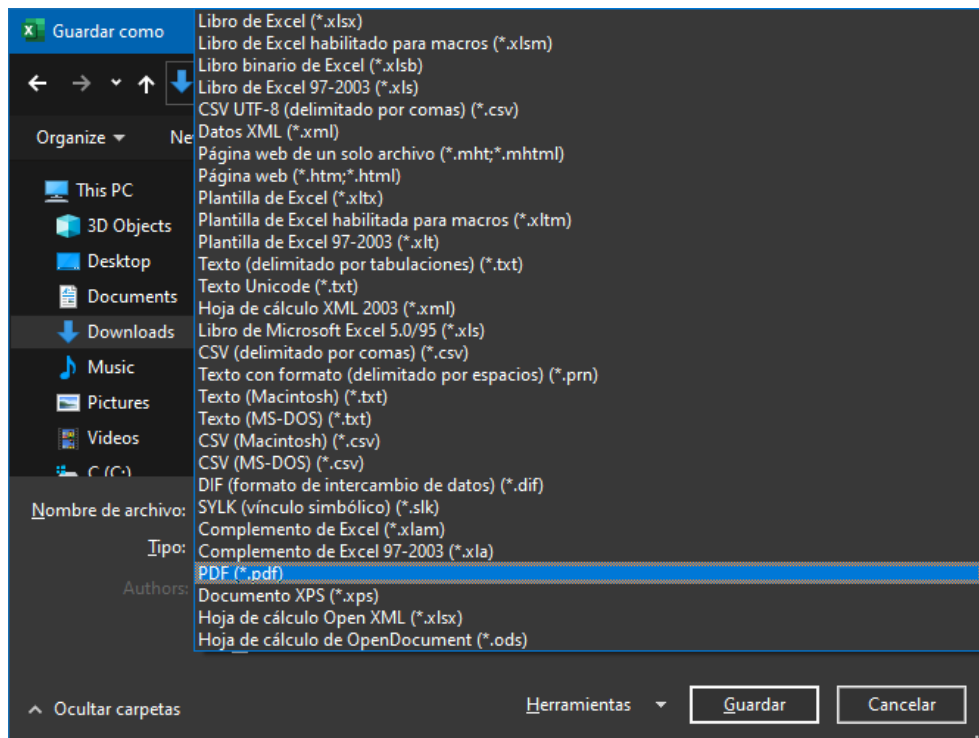 Guardar como
Organize
Ne
This PC
3D Objects
Desktop
Documents
Downloads
Music
Pictures
Videos
C (C:)
Libro de Excel (*.xlsx)
Libro de Excel habilitado para macros (*.xlsm)
Libro binario de Excel (*.xlsb)
Libro de Excel 97-2003 (*.xls)
CSV UTF-8 (delimitado por comas) (*.csv)
Datos XML (*.xml)
Página web de un solo archivo (*.mht;*.mhtml)
Página web (*.htm;*.html)
Plantilla de Excel (*.xltx)
Plantilla de Excel habilitada para macros (*.xltm)
Plantilla de Excel 97-2003 (*.xlt)
Texto (delimitado por tabulaciones) (*.txt)
Texto Unicode (*.txt)
Hoja de cálculo XML 2003 (*.xml)
Libro de Microsoft Excel 5.0/95 (*.xls)
CSV (delimitado por comas) (*.csv)
Texto con formato (delimitado por espacios) (*.prn)
Texto (Macintosh) (*.txt)
Texto (MS-DOS) (*.txt)
CSV (Macintosh) (*.csv)
CSV (MS-DOS) (*.csv)
DIF (formato de intercambio de datos) (*.dif)
SYLK (vínculo simbólico) (*.slk)
Complemento de Excel (*.xlam)
Complemento de Excel 97-2003 (*.xla)
PDF (*.pdf)
Documento XPS (*.xps)
Hoja de cálculo Open XML (*.xlsx)
Hoja de cálculo de OpenDocument (*.ods)
Nombre de archivo:
Tipo:
Authors:
Ocultar carpetas
Herramientas
Guardar
Cancelar